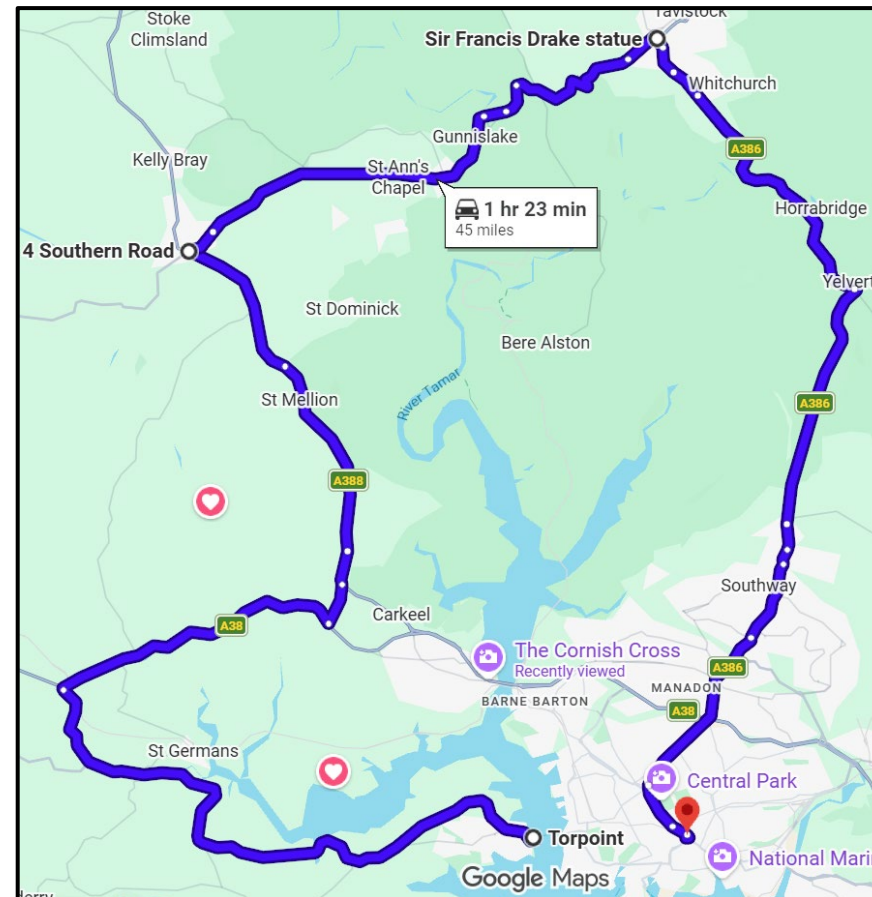 Stoke
Climsland
Tavistock
Sir Francis Drake statue
Whitchurch
Gunnislake
A386
Kelly Bray
St Ann's
Chapel
1 hr 23 min
45 miles
Horrabridge
4 Southern Road
Yelvert
St Dominick
Bere Alston
River Tamar
St Mellion
A386
A388
Southway
Carkeel
A38
The Cornish Cross
Recently viewed
A386
MANADON
BARNE BARTON
A38
St Germans
Central Park
Torpoint
National Mari
Google Maps